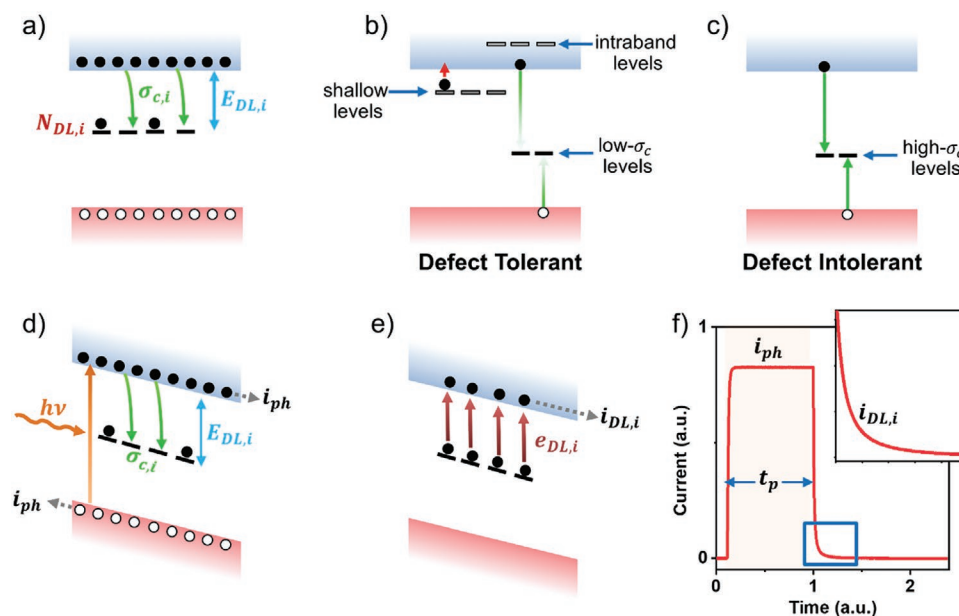 a)
σc,i
EDL,i
NDL,i
b)
intraband
levels
shallow
levels
low-σc
levels
Defect Tolerant
c)
high-σc
levels
Defect Intolerant
d)
hν
iph
EDL,i
σc,i
iph
e)
iDL,i
eDL,i
f)
1
iph
iDL,i
Current (a.u.)
tp
0
0
1
2
Time (a.u.)